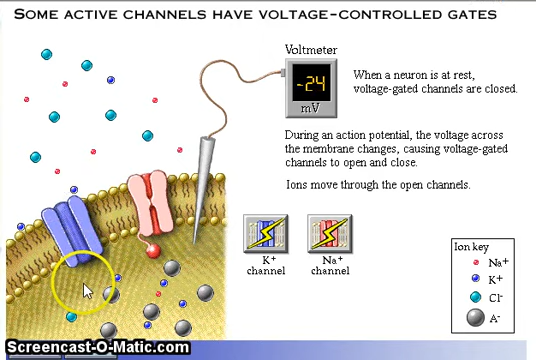 SOME ACTIVE CHANNELS HAVE VOLTAGE-CONTROLLED GATES
Voltmeter
-24
mV
When a neuron is at rest,
voltage-gated channels are closed.
During an action potential, the voltage across
the membrane changes, causing voltage-gated
channels to open and close.
Ions move through the open channels.
K+
channel
Na+
channel
Ion key
Na+
K+
Cl-
A-
Screencast-O-Matic.com